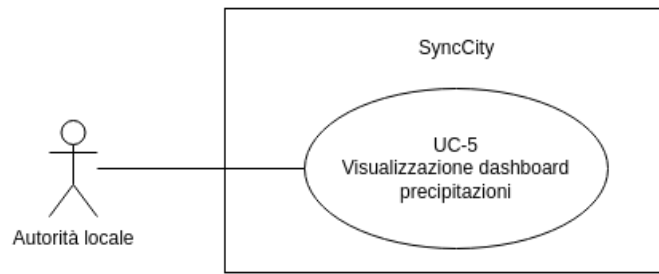 SyncCity
UC-5
Visualizzazione dashboard
precipitazioni
Autorità locale